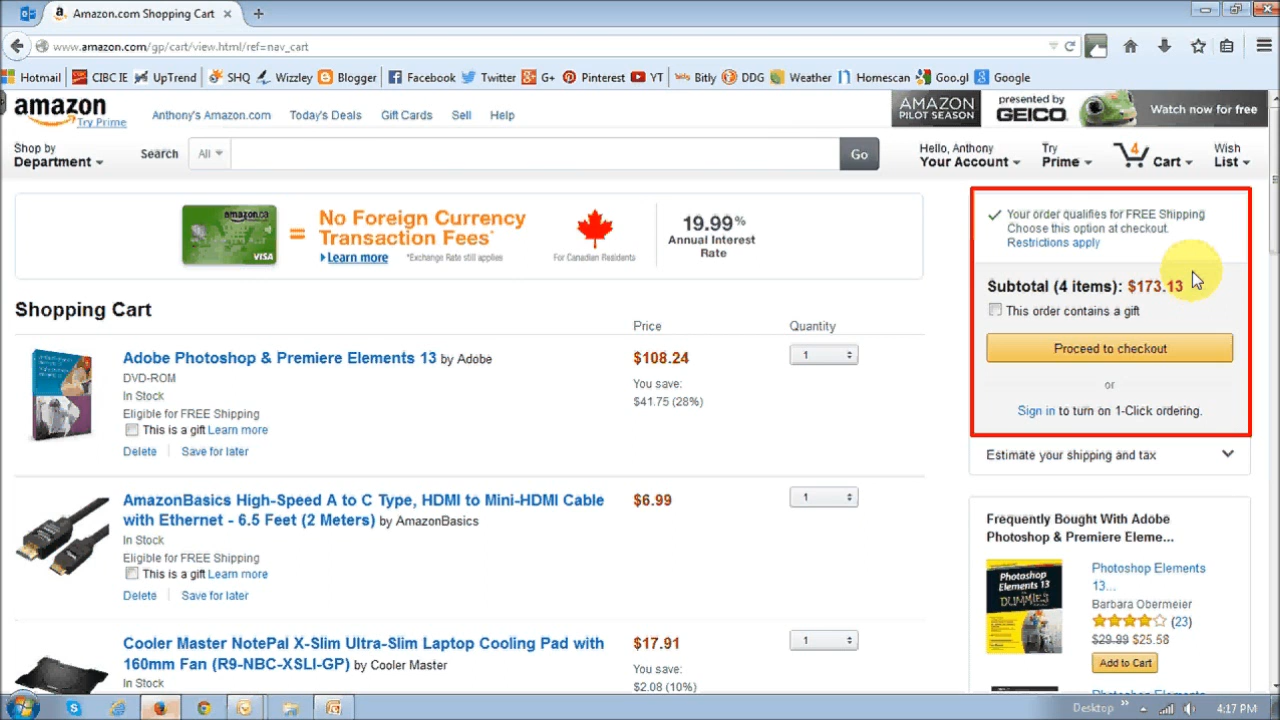 Amazon.com Shopping Cart
www.amazon.com/gp/cart/view.html/ref=nav_cart
Hotmail CIBC IE UpTrend SHQ Wizzley Blogger Facebook Twitter G+ Pinterest YT Bitly DDG Weather Homescan Goo.gl Google
amazon
Try Prime
Anthony's Amazon.com Today's Deals Gift Cards Sell Help
AMAZON
PILOT SEASON
presented by
GEICO
Watch now for free
Shop by
Department
Search All Go
Hello, Anthony
Your Account
Try
Prime
4
Cart
Wish
List
amazon.ca
VISA
=
No Foreign Currency
Transaction Fees*
Learn more
*Exchange Rate still applies
For Canadian Residents
19.99%
Annual Interest
Rate
Your order qualifies for FREE Shipping
Choose this option at checkout.
Restrictions apply
Subtotal (4 items): $173.13
This order contains a gift
Proceed to checkout
or
Sign in to turn on 1-Click ordering.
Estimate your shipping and tax
Shopping Cart
Price Quantity
Adobe Photoshop & Premiere Elements 13 by Adobe
DVD-ROM
In Stock
Eligible for FREE Shipping
This is a gift Learn more
Delete Save for later
$108.24
You save:
$41.75 (28%)
1
AmazonBasics High-Speed A to C Type, HDMI to Mini-HDMI Cable
with Ethernet - 6.5 Feet (2 Meters) by AmazonBasics
In Stock
Eligible for FREE Shipping
This is a gift Learn more
Delete Save for later
$6.99
1
Cooler Master NotePal X-Slim Ultra-Slim Laptop Cooling Pad with
160mm Fan (R9-NBC-XSLI-GP) by Cooler Master
In Stock
$17.91
You save:
$2.08 (10%)
1
Frequently Bought With Adobe
Photoshop & Premiere Eleme...
Photoshop
Elements 13
DUMMIES
Photoshop Elements
13...
Barbara Obermeier
(23)
$29.99 $25.58
Add to Cart
Desktop
4:17 PM